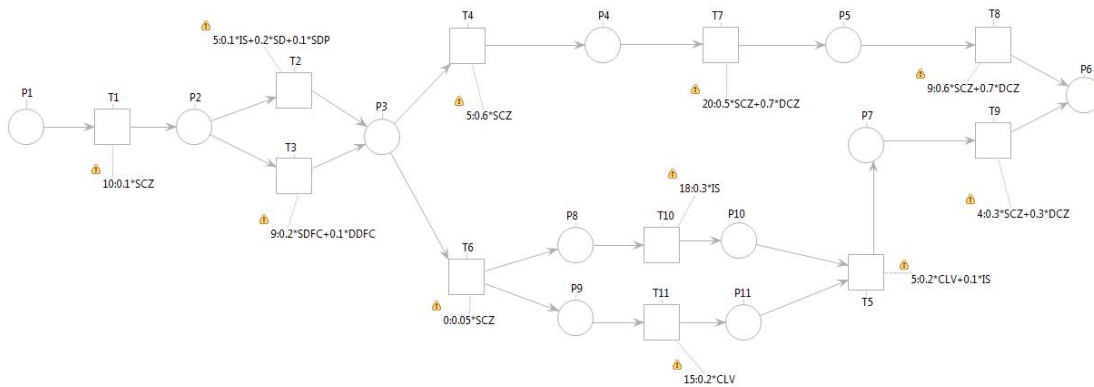 T4
P4
T7
P5
T8
5:0.1*IS+0.2*SD+0.1*SDP
T2
P6
9:0.6*SCZ+0.7*DCZ
P1
T1
P2
P3
5:0.6*SCZ
20:0.5*SCZ+0.7*DCZ
P7
T9
T3
10:0.1*SCZ
18:0.3*IS
4:0.3*SCZ+0.3*DCZ
9:0.2*SDFC+0.1*DDFC
P8
T10
P10
T6
5:0.2*CLV+0.1*IS
P9
T11
P11
T5
0:0.05*SCZ
15:0.2*CLV